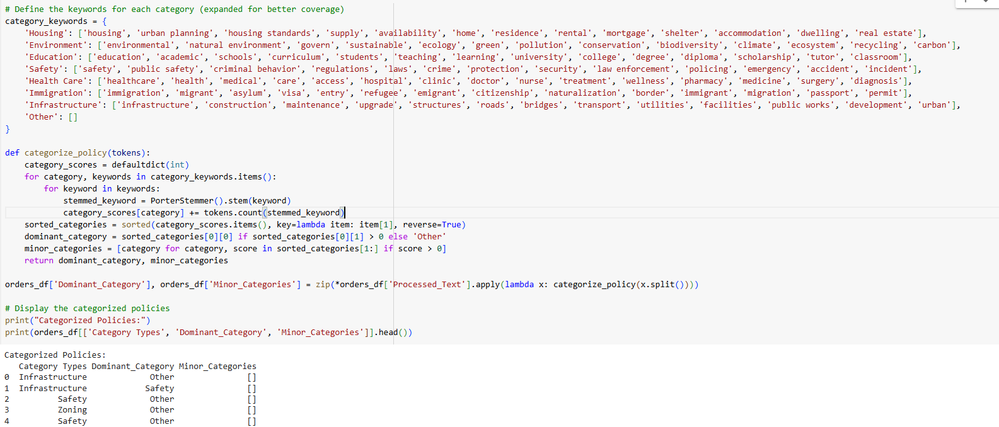 # Define the keywords for each category (expanded for better coverage)
category_keywords = {
    'Housing': ['housing', 'urban planning', 'housing standards', 'supply', 'availability', 'home', 'residence', 'rental', 'mortgage', 'shelter', 'accommodation', 'dwelling', 'real estate'],
    'Environment': ['environmental', 'natural environment', 'govern', 'sustainable', 'ecology', 'green', 'pollution', 'conservation', 'biodiversity', 'climate', 'ecosystem', 'recycling', 'carbon'],
    'Education': ['education', 'academic', 'schools', 'curriculum', 'students', 'teaching', 'learning', 'university', 'college', 'degree', 'diploma', 'scholarship', 'tutor', 'classroom'],
    'Safety': ['safety', 'public safety', 'criminal behavior', 'regulations', 'laws', 'crime', 'protection', 'security', 'law enforcement', 'policing', 'emergency', 'accident', 'incident'],
    'Health Care': ['healthcare', 'health', 'medical', 'care', 'access', 'hospital', 'clinic', 'doctor', 'nurse', 'treatment', 'wellness', 'pharmacy', 'medicine', 'surgery', 'diagnosis'],
    'Immigration': ['immigration', 'migrant', 'asylum', 'visa', 'entry', 'refugee', 'emigrant', 'citizenship', 'naturalization', 'border', 'immigrant', 'migration', 'passport', 'permit'],
    'Infrastructure': ['infrastructure', 'construction', 'maintenance', 'upgrade', 'structures', 'roads', 'bridges', 'transport', 'utilities', 'facilities', 'public works', 'development', 'urban'],
    'Other': []
}
def categorize_policy(tokens):
    category_scores = defaultdict(int)
    for category, keywords in category_keywords.items():
        for keyword in keywords:
            stemmed_keyword = PorterStemmer().stem(keyword)
            category_scores[category] += tokens.count(stemmed_keyword)
    sorted_categories = sorted(category_scores.items(), key=lambda item: item[1], reverse=True)
    dominant_category = sorted_categories[0][0] if sorted_categories[0][1] > 0 else 'Other'
    minor_categories = [category for category, score in sorted_categories[1:] if score > 0]
    return dominant_category, minor_categories
orders_df['Dominant_Category'], orders_df['Minor_Categories'] = zip(*orders_df['Processed_Text'].apply(lambda x: categorize_policy(x.split())))
# Display the categorized policies
print("Categorized Policies:")
print(orders_df[['Category Types', 'Dominant_Category', 'Minor_Categories']].head())
Categorized Policies:
   Category Types Dominant_Category Minor_Categories
0  Infrastructure             Other               []
1  Infrastructure            Safety               []
2          Safety             Other               []
3          Zoning             Other               []
4          Safety             Other               []